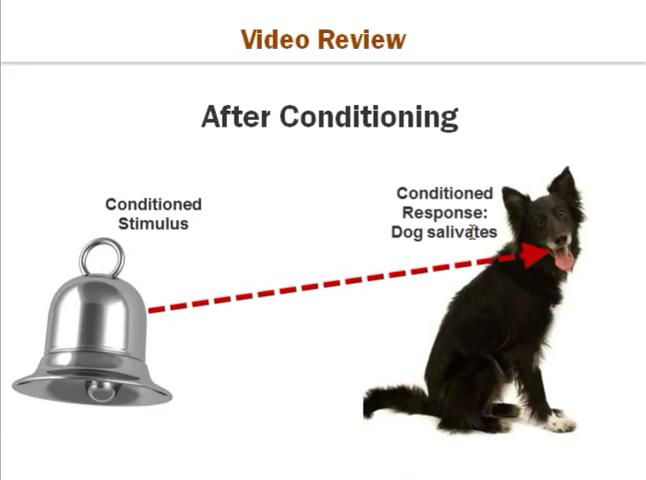 Video Review
After Conditioning
Conditioned
Stimulus
Conditioned
Response:
Dog salivates